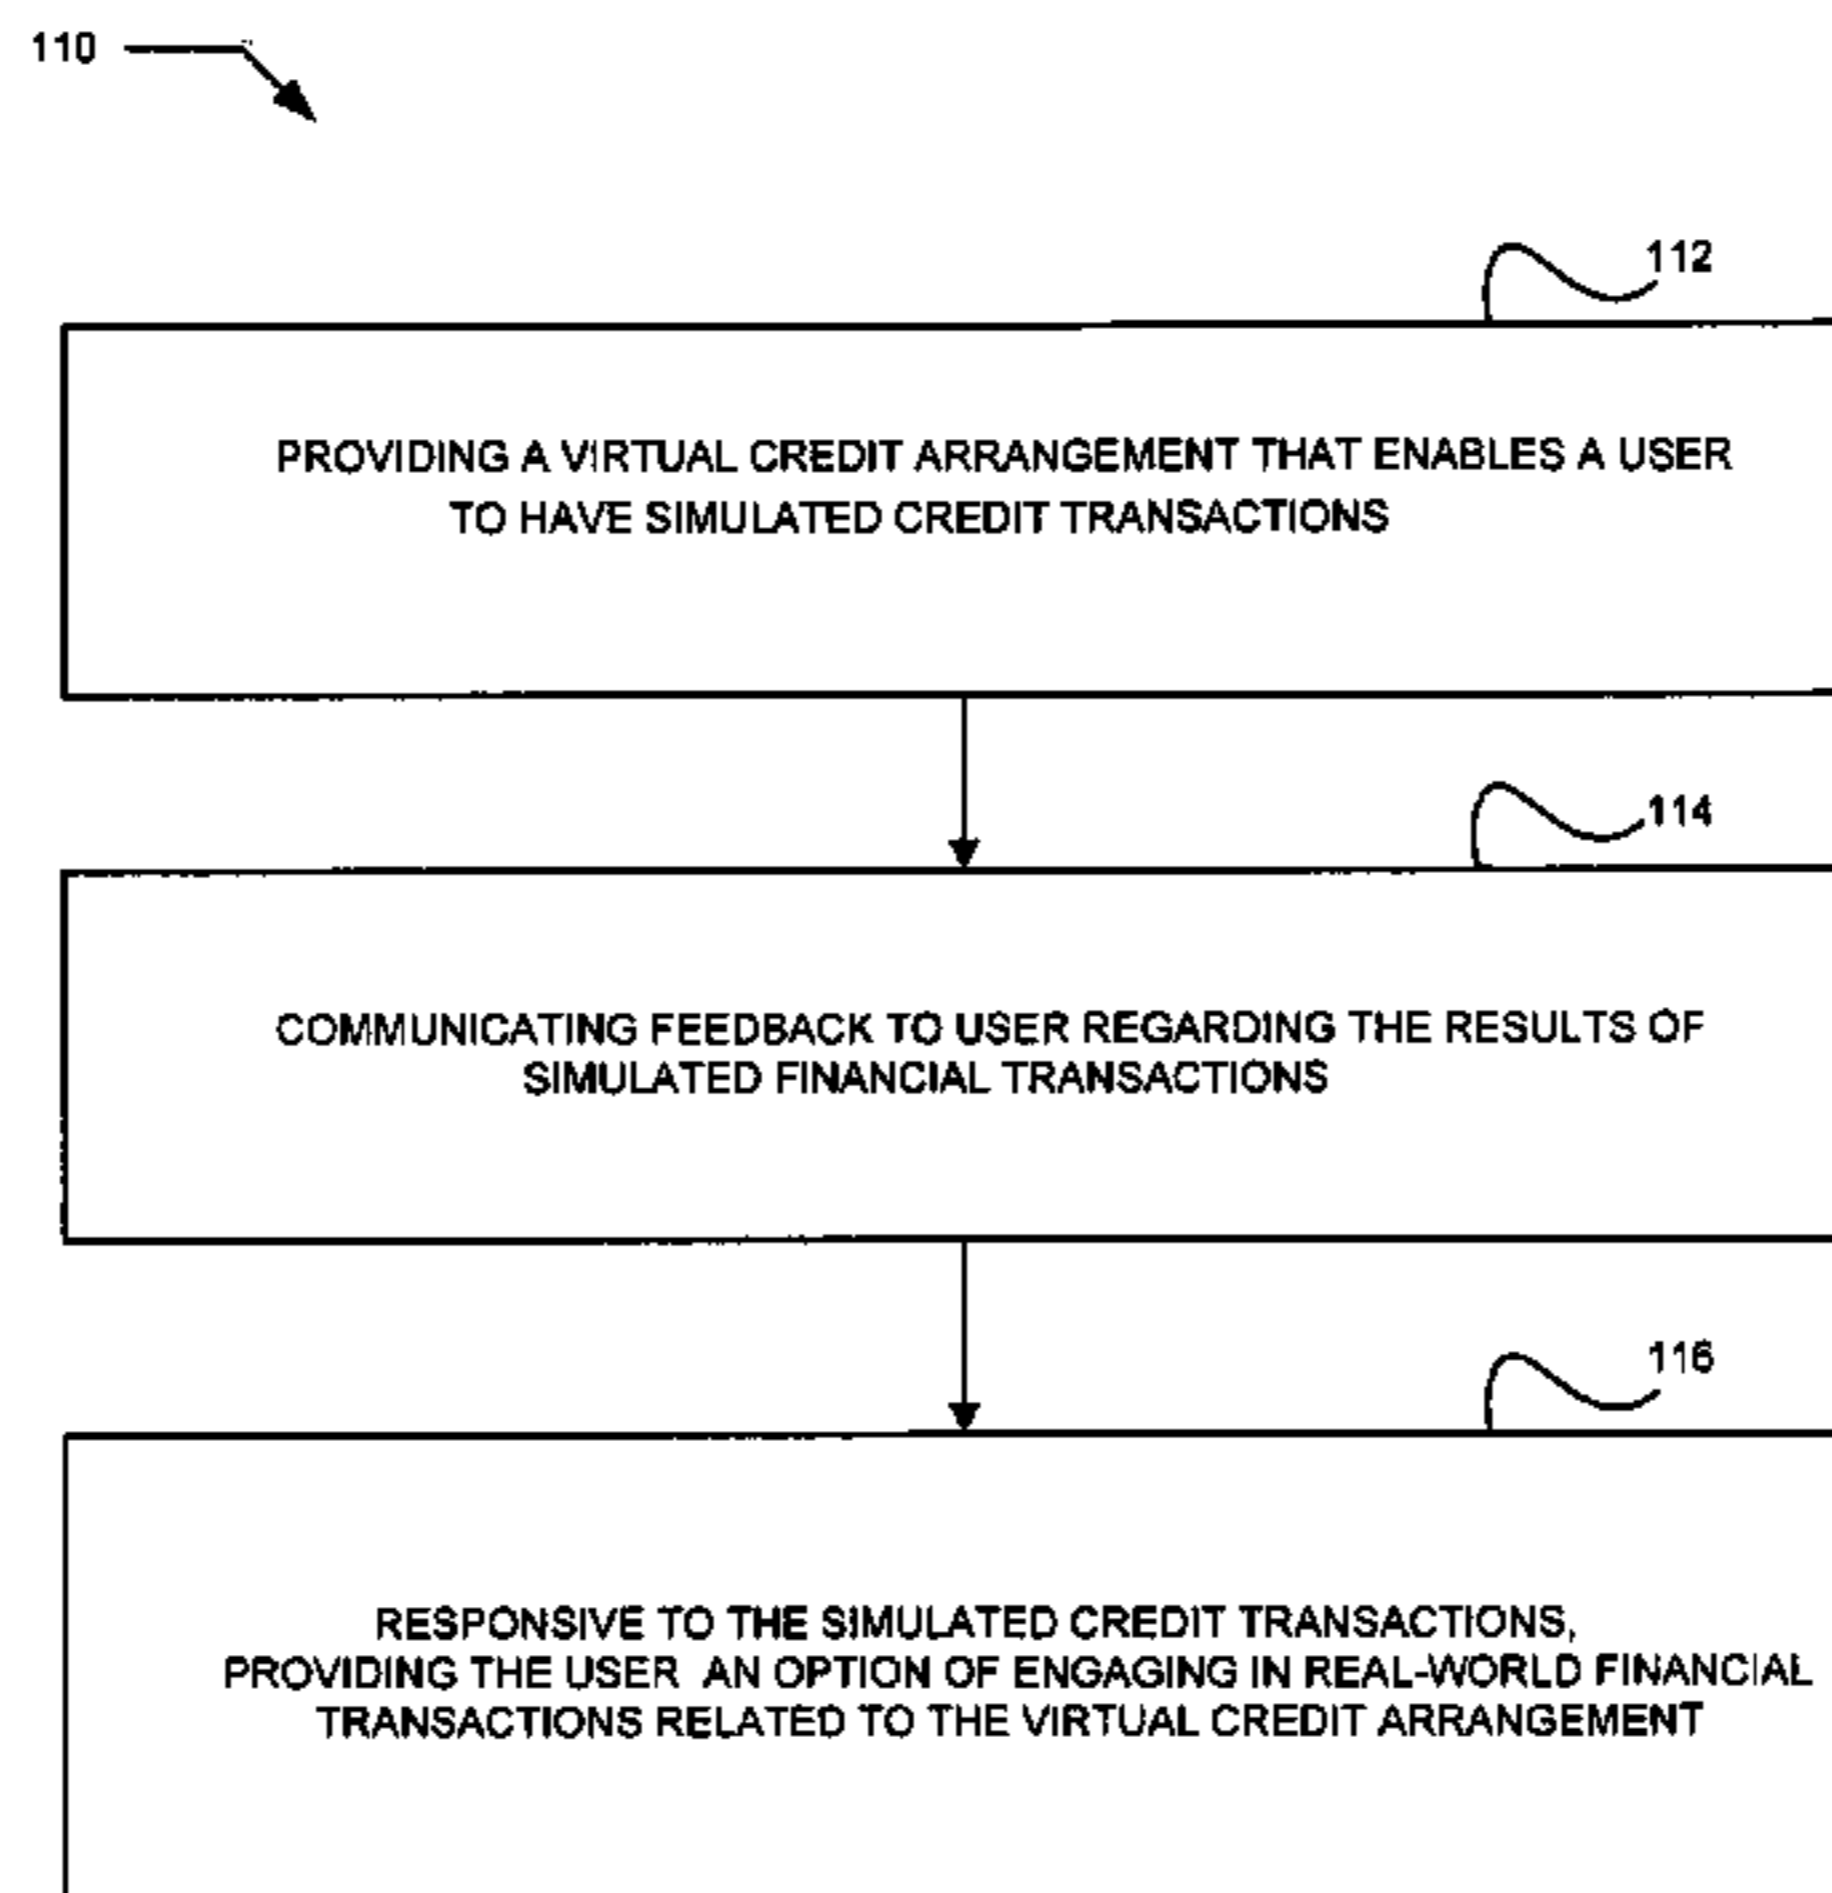 110
112
PROVIDING A VIRTUAL CREDIT ARRANGEMENT THAT ENABLES A USER
TO HAVE SIMULATED CREDIT TRANSACTIONS
114
COMMUNICATING FEEDBACK TO USER REGARDING THE RESULTS OF
SIMULATED FINANCIAL TRANSACTIONS
116
RESPONSIVE TO THE SIMULATED CREDIT TRANSACTIONS,
PROVIDING THE USER AN OPTION OF ENGAGING IN REAL-WORLD FINANCIAL
TRANSACTIONS RELATED TO THE VIRTUAL CREDIT ARRANGEMENT